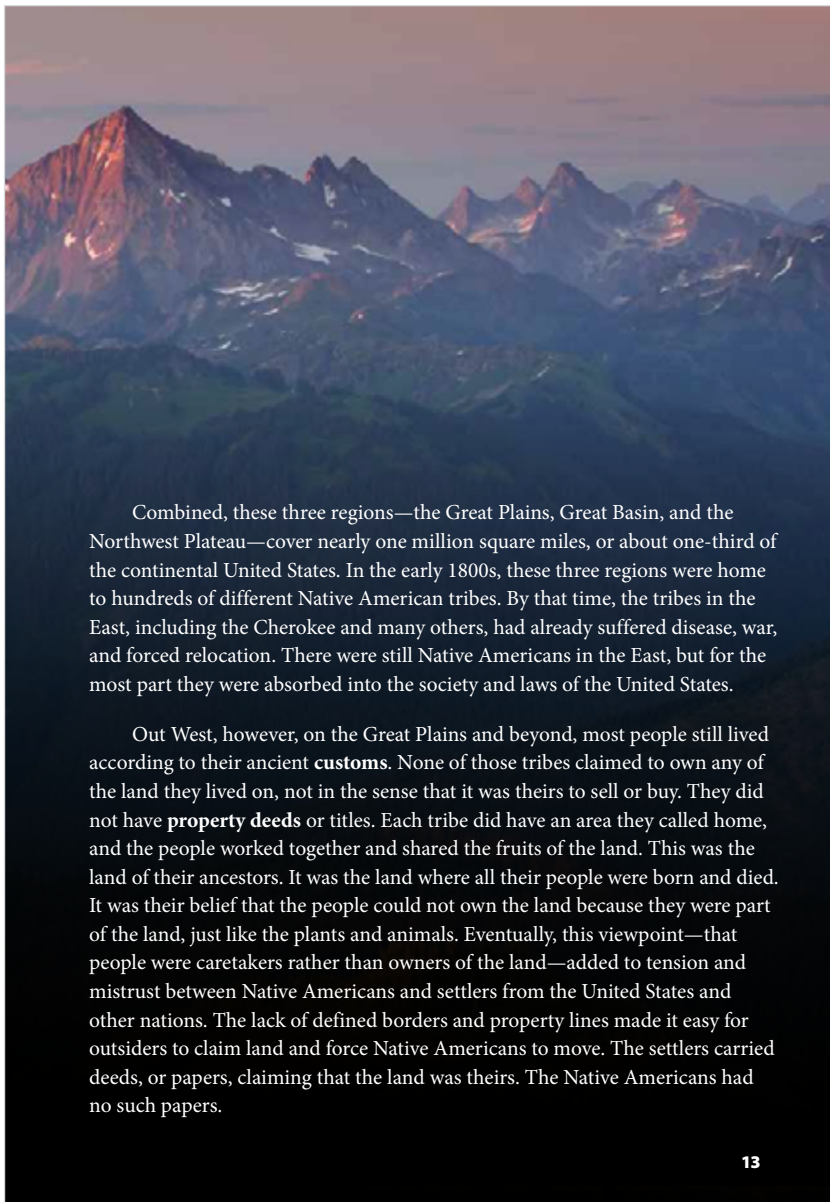 Combined, these three regions—the Great Plains, Great Basin, and the
Northwest Plateau—cover nearly one million square miles, or about one-third of
the continental United States. In the early 1800s, these three regions were home
to hundreds of different Native American tribes. By that time, the tribes in the
East, including the Cherokee and many others, had already suffered disease, war,
and forced relocation. There were still Native Americans in the East, but for the
most part they were absorbed into the society and laws of the United States.
Out West, however, on the Great Plains and beyond, most people still lived
according to their ancient customs. None of those tribes claimed to own any of
the land they lived on, not in the sense that it was theirs to sell or buy. They did
not have property deeds or titles. Each tribe did have an area they called home,
and the people worked together and shared the fruits of the land. This was the
land of their ancestors. It was the land where all their people were born and died.
It was their belief that the people could not own the land because they were part
of the land, just like the plants and animals. Eventually, this viewpoint—that
people were caretakers rather than owners of the land—added to tension and
mistrust between Native Americans and settlers from the United States and
other nations. The lack of defined borders and property lines made it easy for
outsiders to claim land and force Native Americans to move. The settlers carried
deeds, or papers, claiming that the land was theirs. The Native Americans had
no such papers.
13